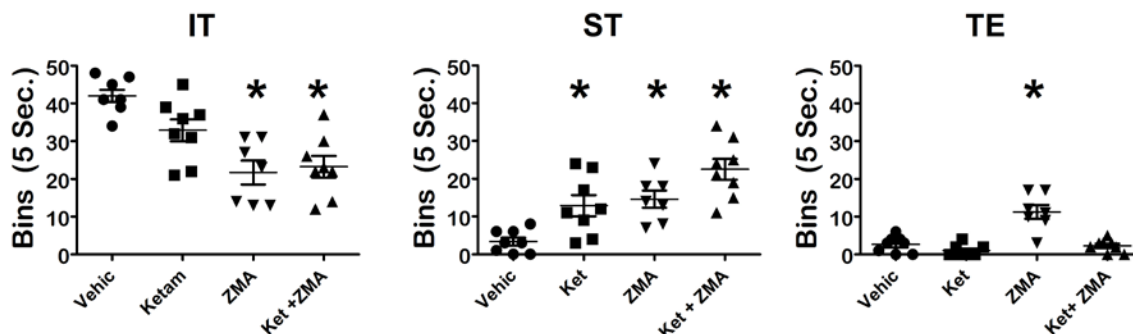 IT
Bins (5 Sec.)
50
40
30
20
10
0
*
*
Vehic
Ketam
ZMA
Ket +ZMA
ST
Bins (5 Sec.)
50
40
30
20
10
0
*
*
*
Vehic
Ket
ZMA
Ket + ZMA
TE
Bins (5 Sec.)
50
40
30
20
10
0
*
Vehic
Ket
ZMA
Ket+ ZMA